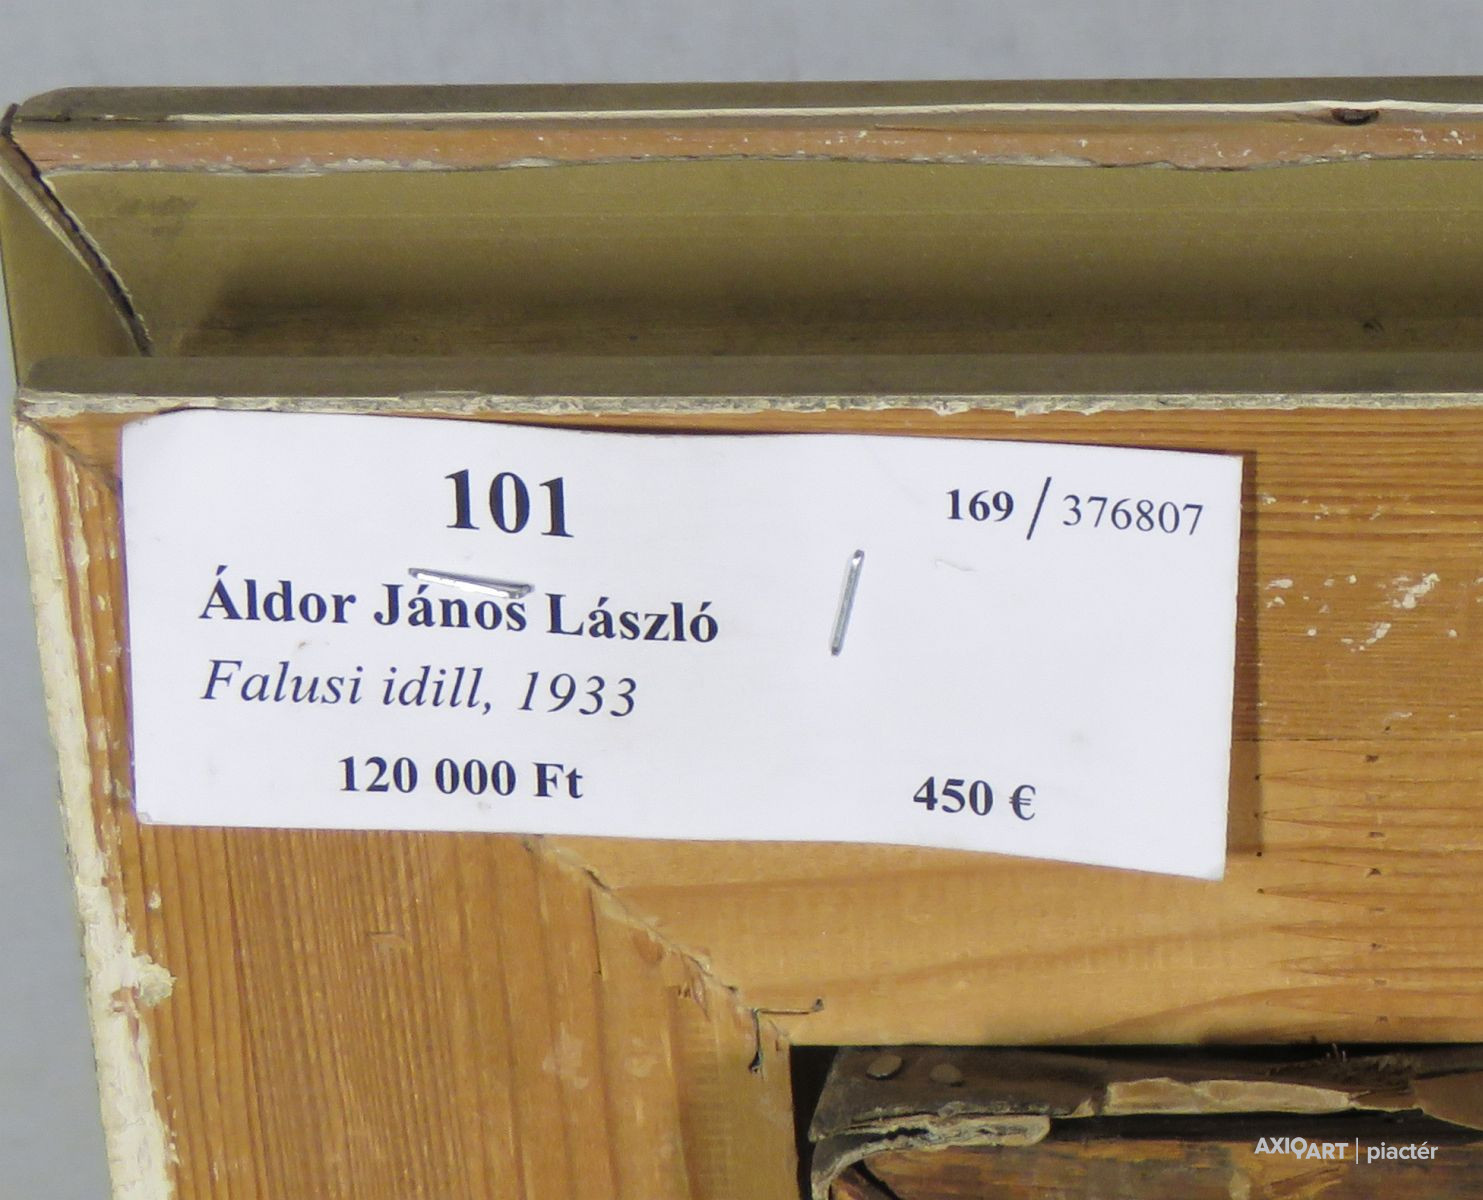 101
169 / 376807
Áldor János László
Falusi idill, 1933
120 000 Ft
450 €
AXIOART | piactér